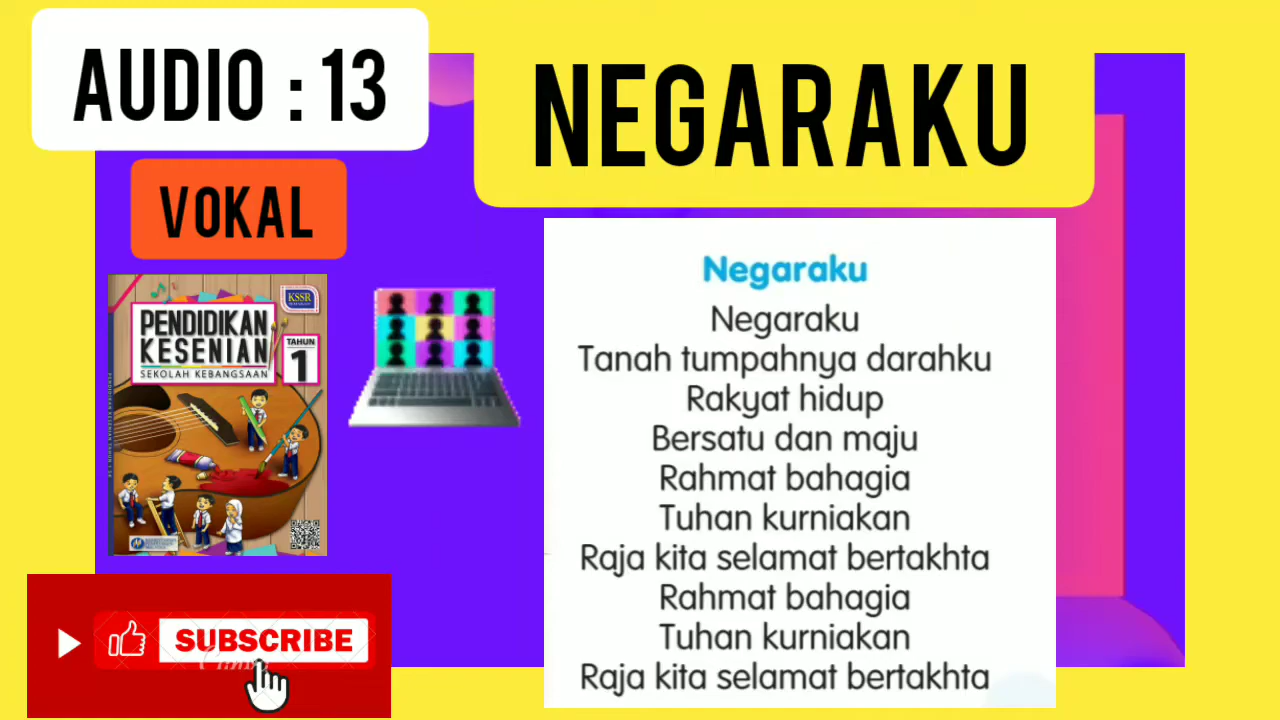 AUDIO : 13
NEGARAKU
VOKAL
KSSR
PENDIDIKAN
KESENIAN
SEKOLAH KEBANGSAAN
TAHUN
1
Negaraku
Negaraku
Tanah tumpahnya darahku
Rakyat hidup
Bersatu dan maju
Rahmat bahagia
Tuhan kurniakan
Raja kita selamat bertakhta
Rahmat bahagia
Tuhan kurniakan
Raja kita selamat bertakhta
SUBSCRIBE